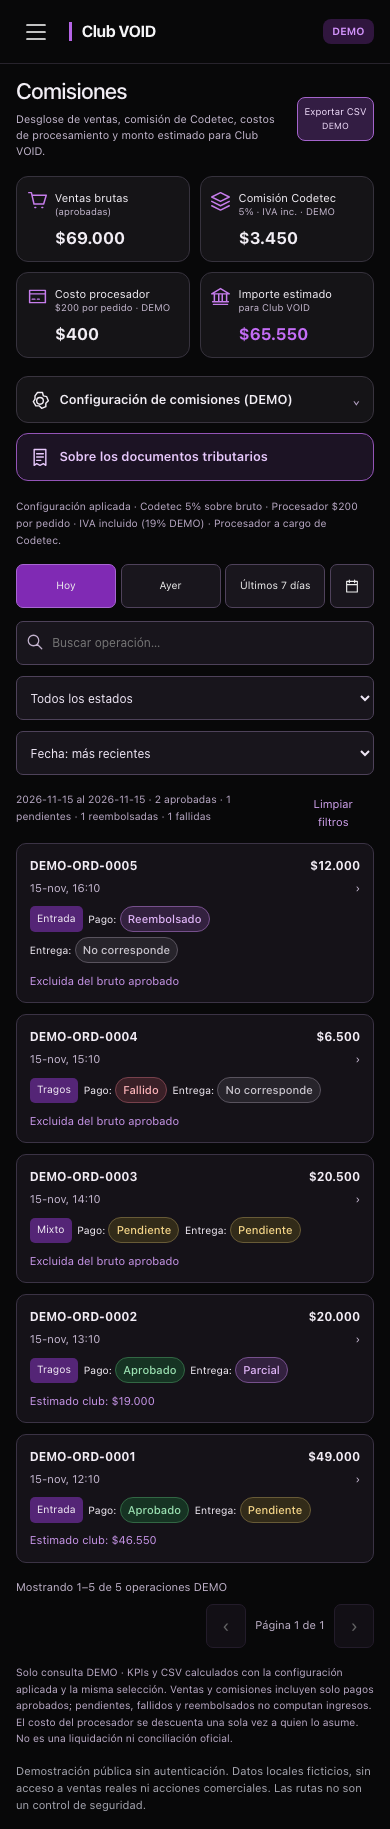 Club VOID
DEMO
Comisiones
Desglose de ventas, comisión de Codetec, costos
de procesamiento y monto estimado para Club
VOID.
Exportar CSV
DEMO
Ventas brutas
(aprobadas)
$69.000
Comisión Codetec
5% · IVA inc. · DEMO
$3.450
Costo procesador
$200 por pedido · DEMO
$400
Importe estimado
para Club VOID
$65.550
Configuración de comisiones (DEMO)
Sobre los documentos tributarios
Configuración aplicada · Codetec 5% sobre bruto · Procesador $200
por pedido · IVA incluido (19% DEMO) · Procesador a cargo de
Codetec.
Hoy
Ayer
Últimos 7 días
Buscar operación...
Todos los estados
Fecha: más recientes
2026-11-15 al 2026-11-15 · 2 aprobadas · 1
pendientes · 1 reembolsadas · 1 fallidas
Limpiar
filtros
DEMO-ORD-0005 $12.000
15-nov, 16:10 ›
Entrada Pago: Reembolsado
Entrega: No corresponde
Excluida del bruto aprobado
DEMO-ORD-0004 $6.500
15-nov, 15:10 ›
Tragos Pago: Fallido Entrega: No corresponde
Excluida del bruto aprobado
DEMO-ORD-0003 $20.500
15-nov, 14:10 ›
Mixto Pago: Pendiente Entrega: Pendiente
Excluida del bruto aprobado
DEMO-ORD-0002 $20.000
15-nov, 13:10 ›
Tragos Pago: Aprobado Entrega: Parcial
Estimado club: $19.000
DEMO-ORD-0001 $49.000
15-nov, 12:10 ›
Entrada Pago: Aprobado Entrega: Pendiente
Estimado club: $46.550
Mostrando 1–5 de 5 operaciones DEMO
‹ Página 1 de 1 ›
Solo consulta DEMO · KPIs y CSV calculados con la configuración
aplicada y la misma selección. Ventas y comisiones incluyen solo pagos
aprobados; pendientes, fallidos y reembolsados no computan ingresos.
El costo del procesador se descuenta una sola vez a quien lo asume.
No es una liquidación ni conciliación oficial.
Demostración pública sin autenticación. Datos locales ficticios, sin
acceso a ventas reales ni acciones comerciales. Las rutas no son
un control de seguridad.